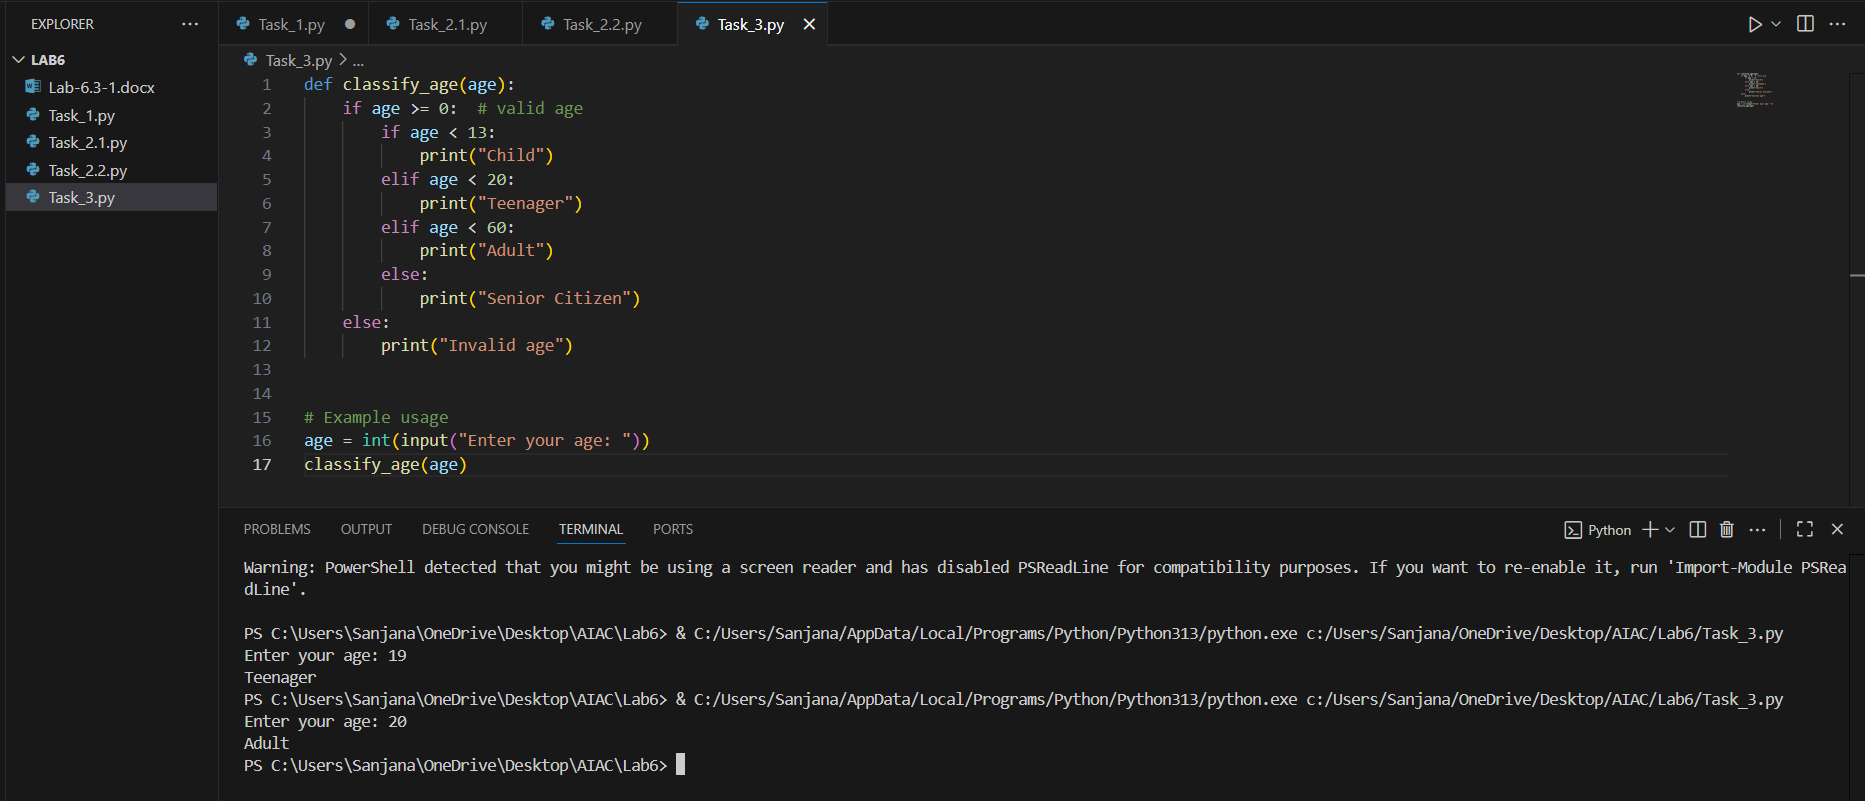 EXPLORER ...
LAB6
Lab-6.3-1.docx
Task_1.py
Task_2.1.py
Task_2.2.py
Task_3.py
Task_1.py Task_2.1.py Task_2.2.py Task_3.py
Task_3.py > ...
1 def classify_age(age):
2     if age >= 0:  # valid age
3         if age < 13:
4             print("Child")
5         elif age < 20:
6             print("Teenager")
7         elif age < 60:
8             print("Adult")
9         else:
10             print("Senior Citizen")
11     else:
12         print("Invalid age")
13
14
15 # Example usage
16 age = int(input("Enter your age: "))
17 classify_age(age)
PROBLEMS OUTPUT DEBUG CONSOLE TERMINAL PORTS Python
Warning: PowerShell detected that you might be using a screen reader and has disabled PSReadLine for compatibility purposes. If you want to re-enable it, run 'Import-Module PSRea
dLine'.
PS C:\Users\Sanjana\OneDrive\Desktop\AIAC\Lab6> & C:/Users/Sanjana/AppData/Local/Programs/Python/Python313/python.exe c:/Users/Sanjana/OneDrive/Desktop/AIAC/Lab6/Task_3.py
Enter your age: 19
Teenager
PS C:\Users\Sanjana\OneDrive\Desktop\AIAC\Lab6> & C:/Users/Sanjana/AppData/Local/Programs/Python/Python313/python.exe c:/Users/Sanjana/OneDrive/Desktop/AIAC/Lab6/Task_3.py
Enter your age: 20
Adult
PS C:\Users\Sanjana\OneDrive\Desktop\AIAC\Lab6>